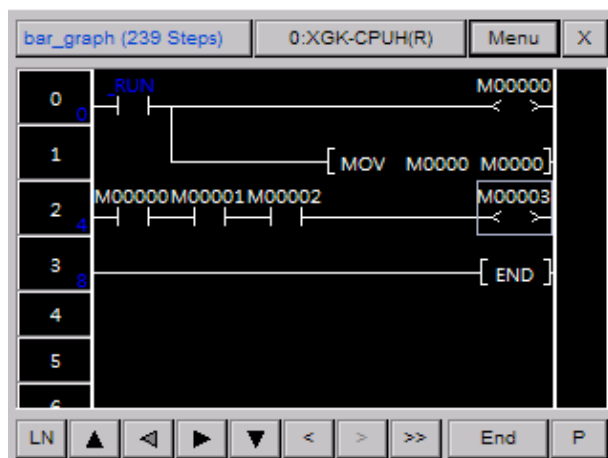 bar_graph (239 Steps) 0:XGK-CPUH(R) Menu X
0 0 _RUN M00000
1 MOV M0000 M0000
2 4 M00000 M00001 M00002 M00003
3 8 END
4
5
6
LN < > >> End P